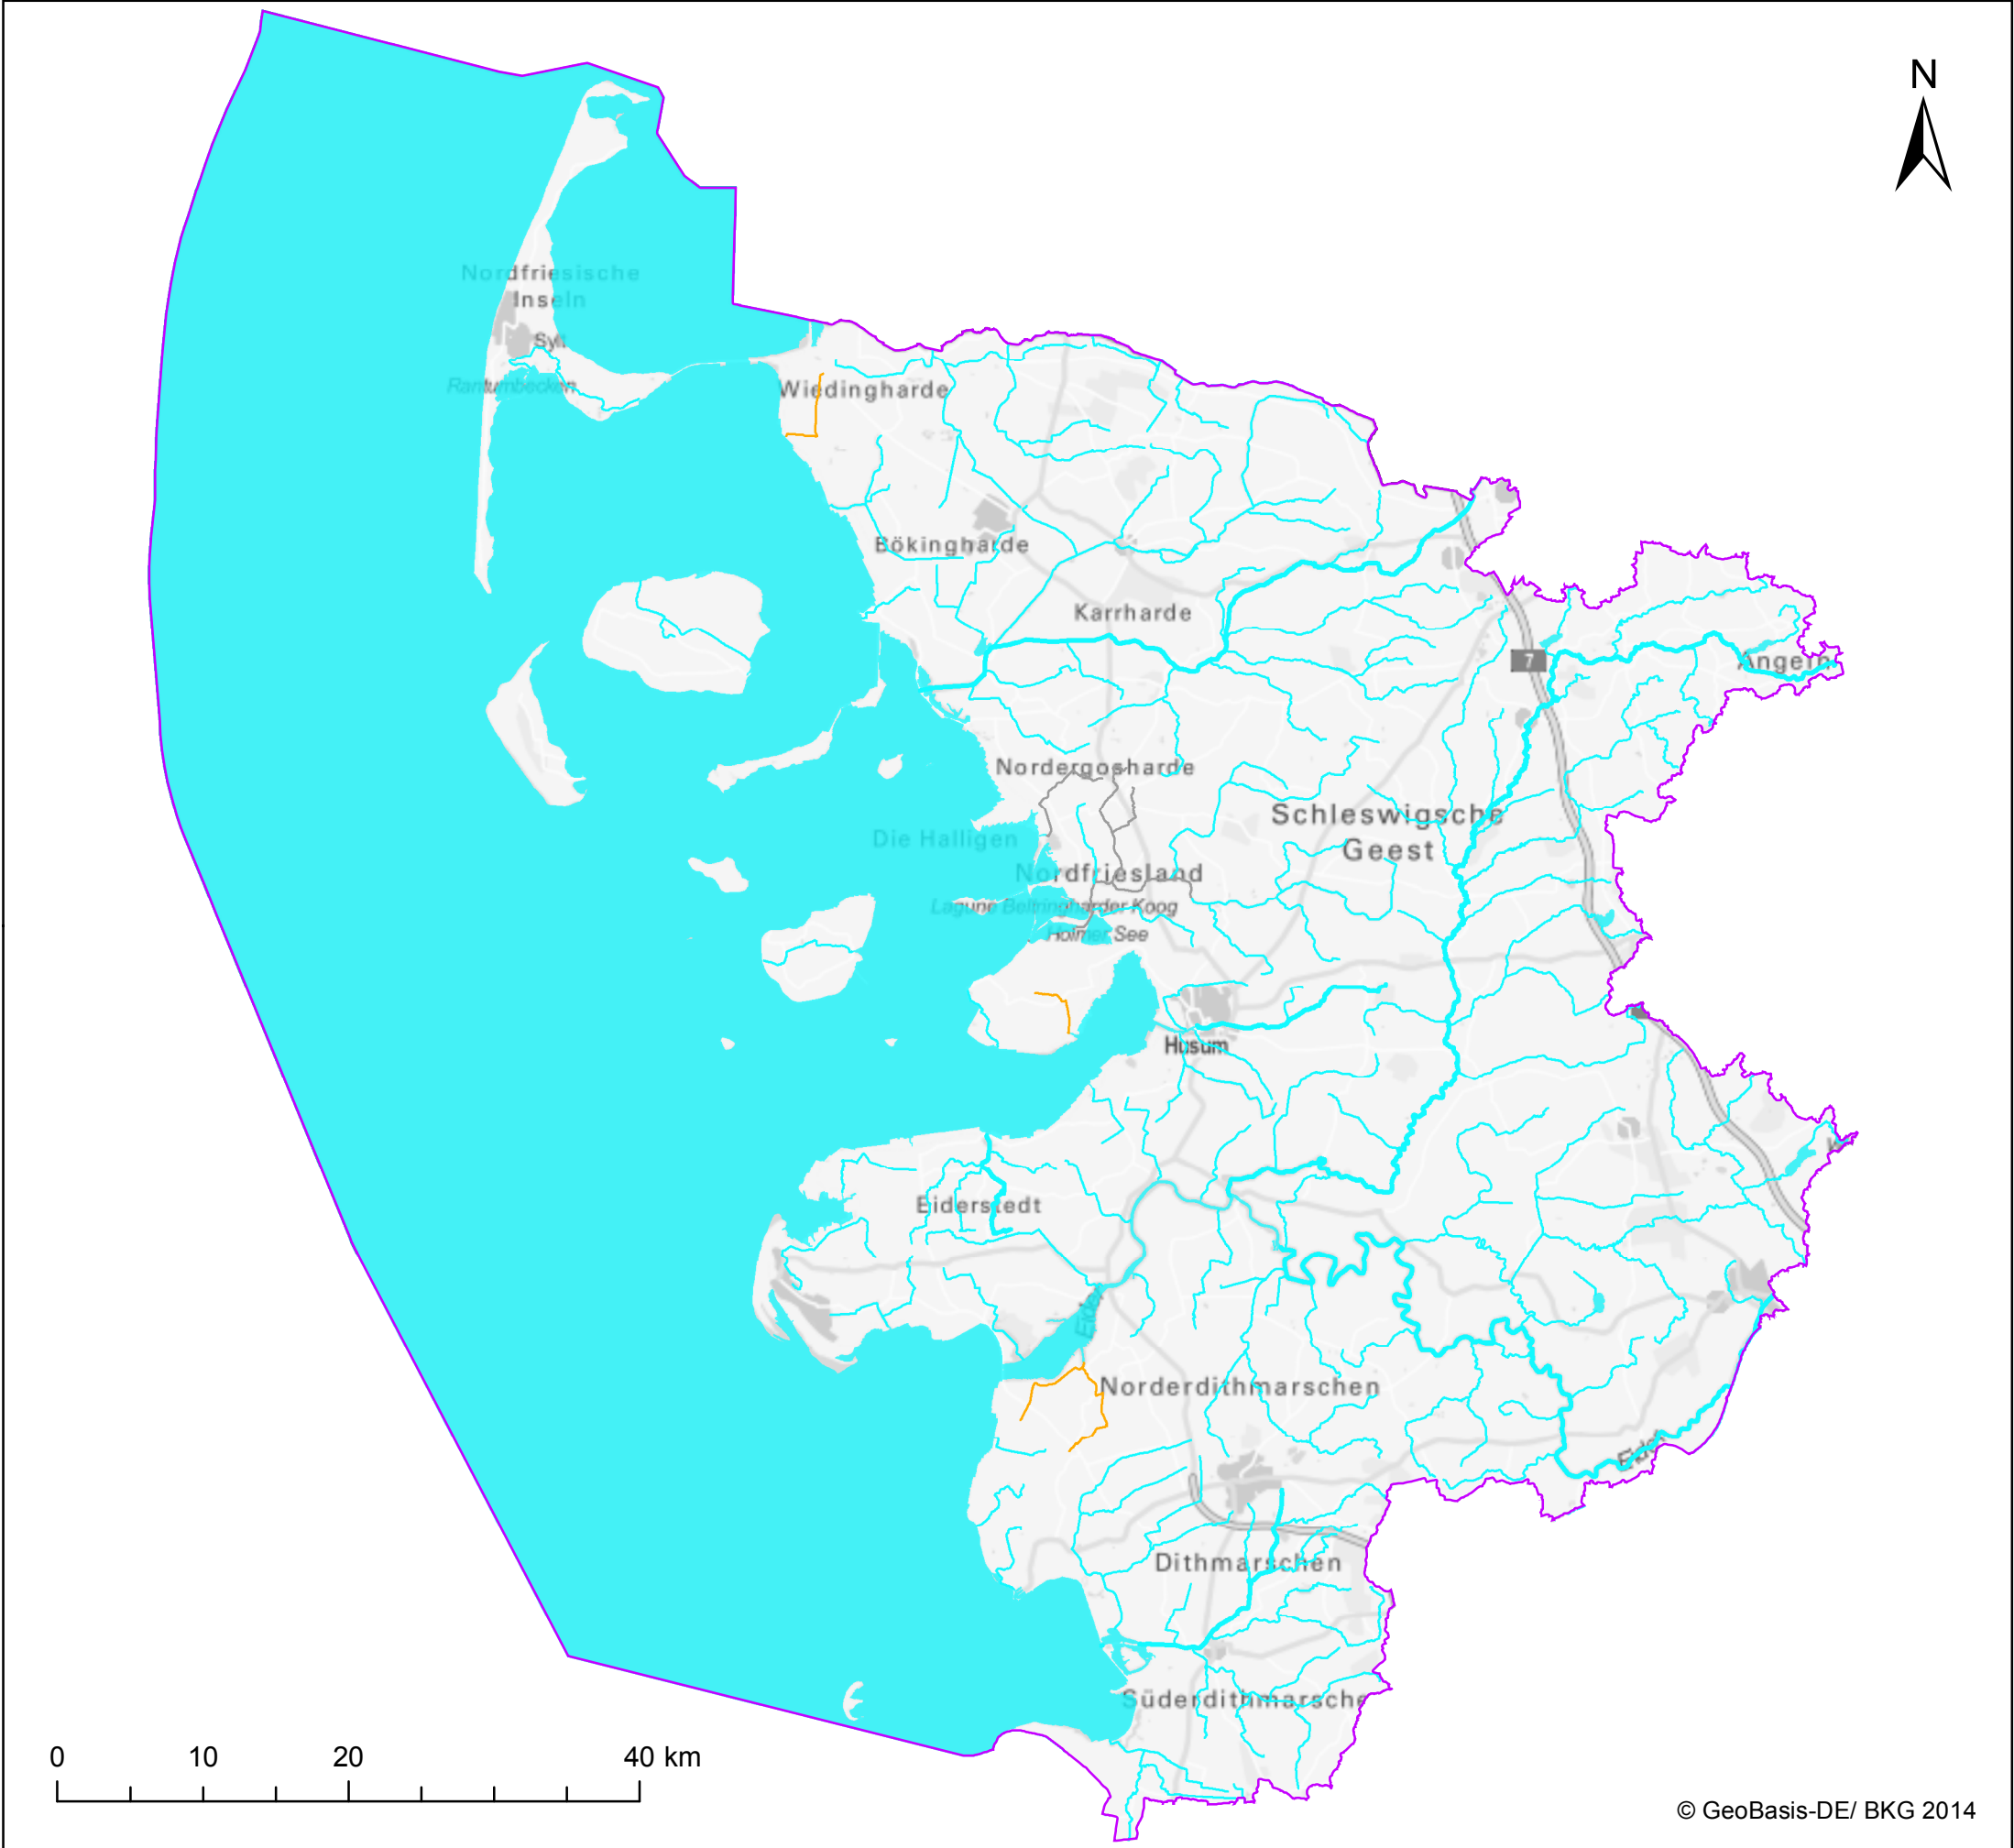 N
Nordfriesische
Inseln
Sylt
Rantumbecken
Wiedingharde
Bökingharde
Karrharde
7
Angeln
Nordergosharde
Schleswigsche
Geest
Die Halligen
Nordfriesland
Lagune Beltringharder Koog
Holmer See
Husum
Eiderstedt
Eider
Norderdithmarschen
Eider
Dithmarschen
Süderdithmarsche
0 10 20 40 km
© GeoBasis-DE/ BKG 2014